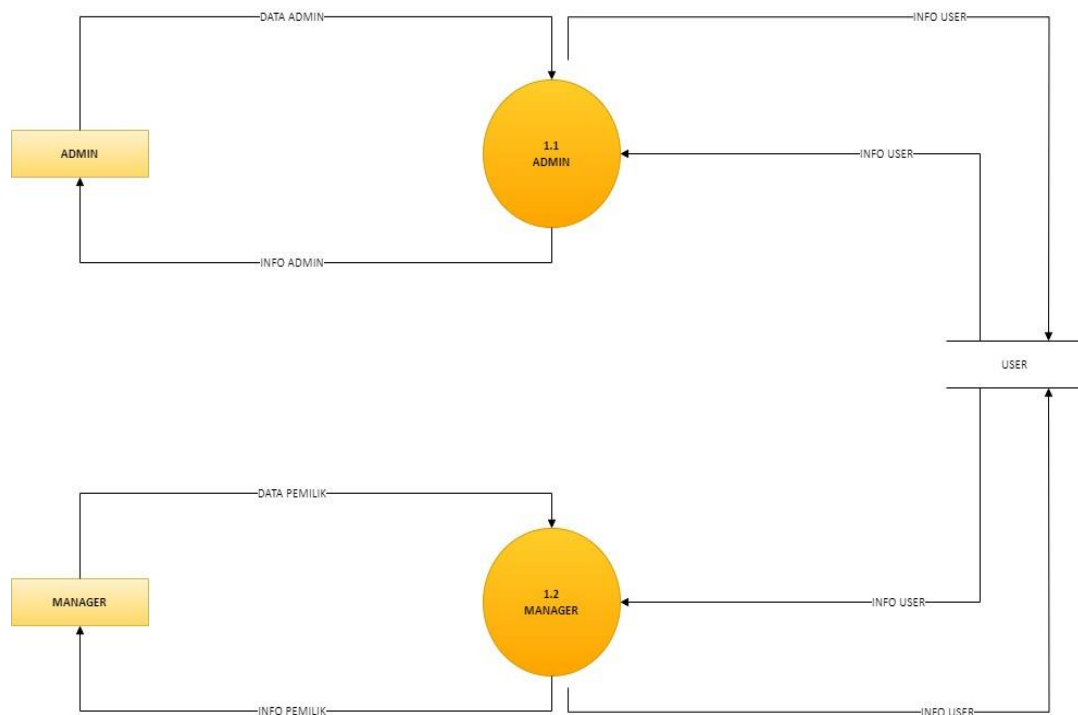 DATA ADMIN
INFO USER
ADMIN
1.1
ADMIN
INFO USER
INFO ADMIN
USER
DATA PEMILIK
MANAGER
1.2
MANAGER
INFO USER
INFO PEMILIK
INFO USER